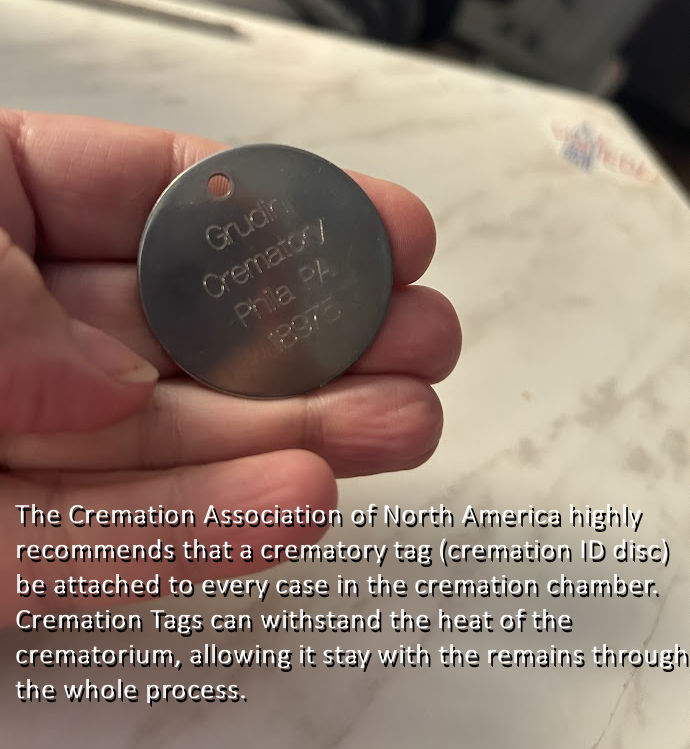 Grudin
Crematory
Phila PA
18975
The Cremation Association of North America highly
recommends that a crematory tag (cremation ID disc)
be attached to every case in the cremation chamber.
Cremation Tags can withstand the heat of the
crematorium, allowing it stay with the remains through
the whole process.